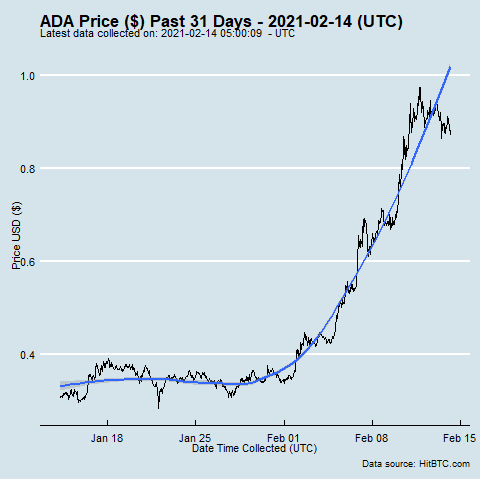 ADA Price ($) Past 31 Days - 2021-02-14 (UTC)
Latest data collected on: 2021-02-14 05:00:09 - UTC
1.0
0.8
0.6
0.4
Price USD ($)
Jan 18
Jan 25
Feb 01
Feb 08
Feb 15
Date Time Collected (UTC)
Data source: HitBTC.com